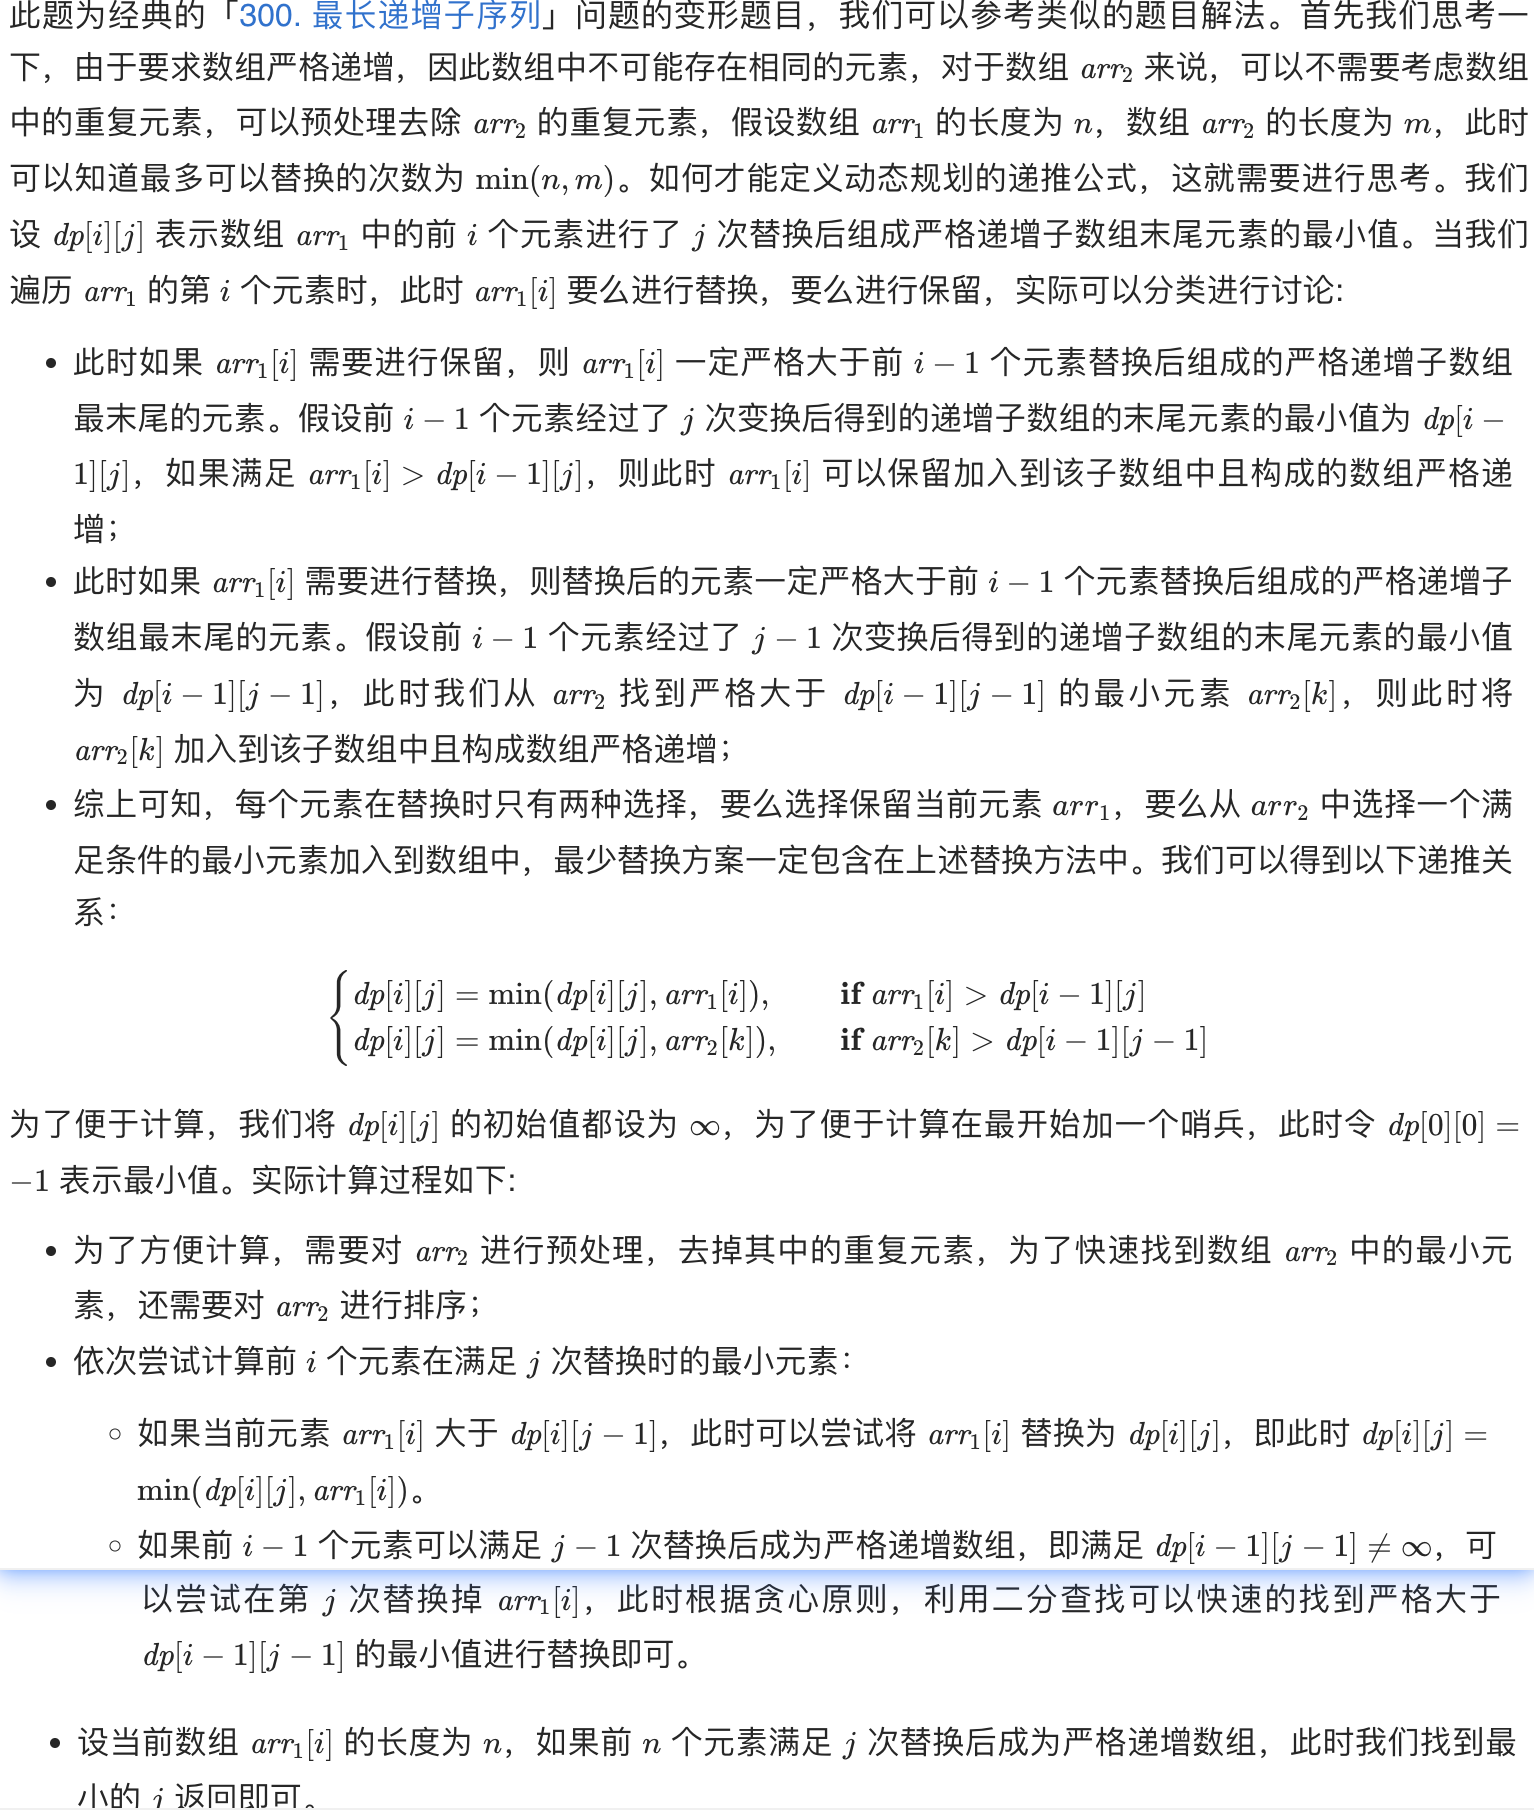 此题为经典的「300. 最长递增子序列」问题的变形题目，我们可以参考类似的题目解法。首先我们思考一
下，由于要求数组严格递增，因此数组中不可能存在相同的元素，对于数组 arr₂ 来说，可以不需要考虑数组
中的重复元素，可以预处理去除 arr₂ 的重复元素，假设数组 arr₁ 的长度为 n，数组 arr₂ 的长度为 m，此时
可以知道最多可以替换的次数为 min(n, m)。如何才能定义动态规划的递推公式，这就需要进行思考。我们
设 dp[i][j] 表示数组 arr₁ 中的前 i 个元素进行了 j 次替换后组成严格递增子数组末尾元素的最小值。当我们
遍历 arr₁ 的第 i 个元素时，此时 arr₁[i] 要么进行替换，要么进行保留，实际可以分类进行讨论:
• 此时如果 arr₁[i] 需要进行保留，则 arr₁[i] 一定严格大于前 i − 1 个元素替换后组成的严格递增子数组
最末尾的元素。假设前 i − 1 个元素经过了 j 次变换后得到的递增子数组的末尾元素的最小值为 dp[i −
1][j]，如果满足 arr₁[i] > dp[i − 1][j]，则此时 arr₁[i] 可以保留加入到该子数组中且构成的数组严格递
增；
• 此时如果 arr₁[i] 需要进行替换，则替换后的元素一定严格大于前 i − 1 个元素替换后组成的严格递增子
数组最末尾的元素。假设前 i − 1 个元素经过了 j − 1 次变换后得到的递增子数组的末尾元素的最小值
为 dp[i − 1][j − 1]，此时我们从 arr₂ 找到严格大于 dp[i − 1][j − 1] 的最小元素 arr₂[k]，则此时将
arr₂[k] 加入到该子数组中且构成数组严格递增；
• 综上可知，每个元素在替换时只有两种选择，要么选择保留当前元素 arr₁，要么从 arr₂ 中选择一个满
足条件的最小元素加入到数组中，最少替换方案一定包含在上述替换方法中。我们可以得到以下递推关
系：
dp[i][j] = min(dp[i][j], arr₁[i]), if arr₁[i] > dp[i − 1][j]
dp[i][j] = min(dp[i][j], arr₂[k]), if arr₂[k] > dp[i − 1][j − 1]
为了便于计算，我们将 dp[i][j] 的初始值都设为 ∞，为了便于计算在最开始加一个哨兵，此时令 dp[0][0] =
−1 表示最小值。实际计算过程如下:
• 为了方便计算，需要对 arr₂ 进行预处理，去掉其中的重复元素，为了快速找到数组 arr₂ 中的最小元
素，还需要对 arr₂ 进行排序；
• 依次尝试计算前 i 个元素在满足 j 次替换时的最小元素：
◦ 如果当前元素 arr₁[i] 大于 dp[i][j − 1]，此时可以尝试将 arr₁[i] 替换为 dp[i][j]，即此时 dp[i][j] =
min(dp[i][j], arr₁[i])。
◦ 如果前 i − 1 个元素可以满足 j − 1 次替换后成为严格递增数组，即满足 dp[i − 1][j − 1] ≠ ∞，可
以尝试在第 j 次替换掉 arr₁[i]，此时根据贪心原则，利用二分查找可以快速的找到严格大于
dp[i − 1][j − 1] 的最小值进行替换即可。
• 设当前数组 arr₁[i] 的长度为 n，如果前 n 个元素满足 j 次替换后成为严格递增数组，此时我们找到最
小的 j 返回即可。